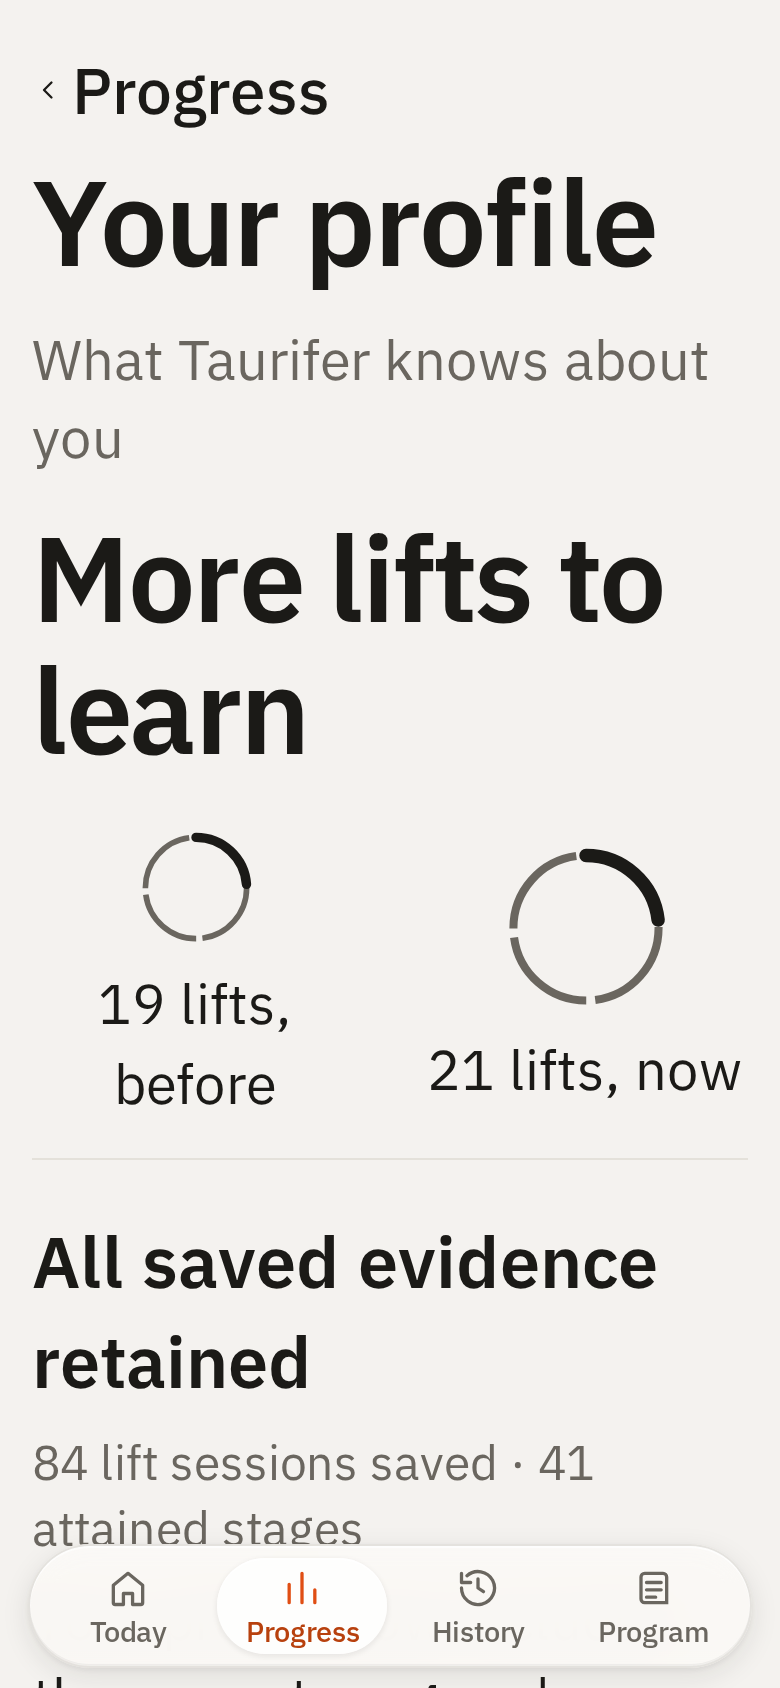 Progress
Your profile
What Taurifer knows about
you
More lifts to
learn
19 lifts,
before
21 lifts, now
All saved evidence
retained
84 lift sessions saved · 41
attained stages
Today
Progress
History
Program